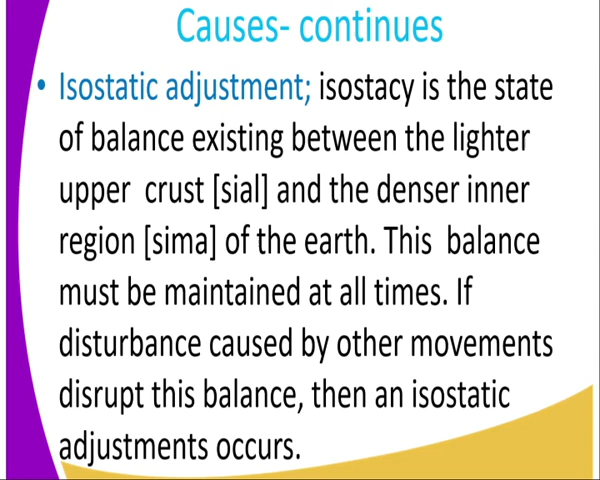 Causes- continues
• Isostatic adjustment; isostacy is the state
of balance existing between the lighter
upper crust [sial] and the denser inner
region [sima] of the earth. This balance
must be maintained at all times. If
disturbance caused by other movements
disrupt this balance, then an isostatic
adjustments occurs.